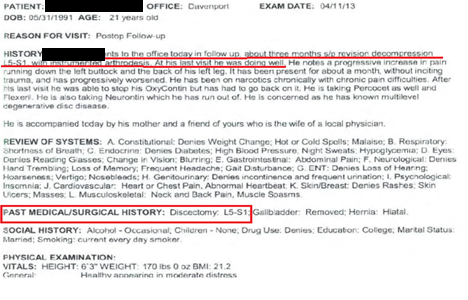 PATIENT: OFFICE: Davenport EXAM DATE: 04/11/13
DOB: 05/31/1991 AGE: 21 years old
REASON FOR VISIT: Postop Followup
HISTORY ents to the office today in follow up, about three months s/p revision decompression
L5-S1, with instrumented arthrodesis. At his last visit he was doing well. He notes a progressive increase in pain
running down the left buttock and the back of his left leg. It has been present for about a month, without inciting
trauma, and has progressively worsened. He has been on narcotics chronically with chronic pain difficulties. After
his last visit he was able to stop his OxyContin but has had to go back on it. He is taking Percocet as well and
Flexeril. He is also taking Neurontin which he has run out of. He is concerned as he has known multilevel
degenerative disc disease.
He is accompanied today by his mother and a friend of yours who is the wife of a local physician.
REVIEW OF SYSTEMS: A. Constitutional: Denies Weight Change; Hot or Cold Spells; Malaise; B. Respiratory:
Shortness of Breath; C. Endocrine: Denies Diabetes; High Blood Pressure; Night Sweats; Hypoglycemia; D. Eyes:
Denies Reading Glasses; Change in Vision; Blurring; E. Gastrointestinal: Abdominal Pain; F. Neurological: Denies
Hand Trembling; Loss of Memory; Frequent Headache; Gait Disturbance; G. ENT: Denies Loss of Hearing;
Hoarseness; Vertigo; Nosebleeds; H. Genitourinary: Denies incontinence and frequent urination; I. Psychological:
Insomnia; J. Cardiovascular: Heart or Chest Pain, Abnormal Heartbeat; K. Skin/Breast: Denies Rashes; Skin
Ulcers; Masses; L. Musculoskeletal: Neck and Back Pain, Muscle Spasms.
PAST MEDICAL/SURGICAL HISTORY: Discectomy: L5-S1; Gallbladder: Removed; Hernia: Hiatal.
SOCIAL HISTORY: Alcohol - Occasional; Children - None; Drug Use: Denies; Education: College; Marital Status:
Married; Smoking: current every day smoker.
PHYSICAL EXAMINATION:
VITALS: HEIGHT: 6'3" WEIGHT: 170 lbs 0 oz BMI: 21.2
General: Healthy appearing in moderate distress